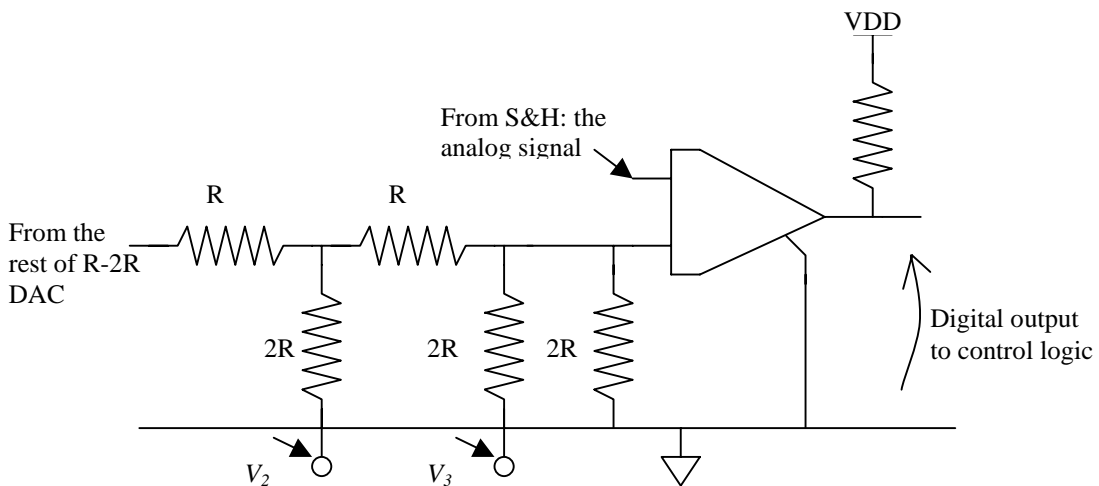 VDD
From S&H: the
analog signal
R
R
From the
rest of R-2R
DAC
2R
2R
2R
Digital output
to control logic
V2
V3